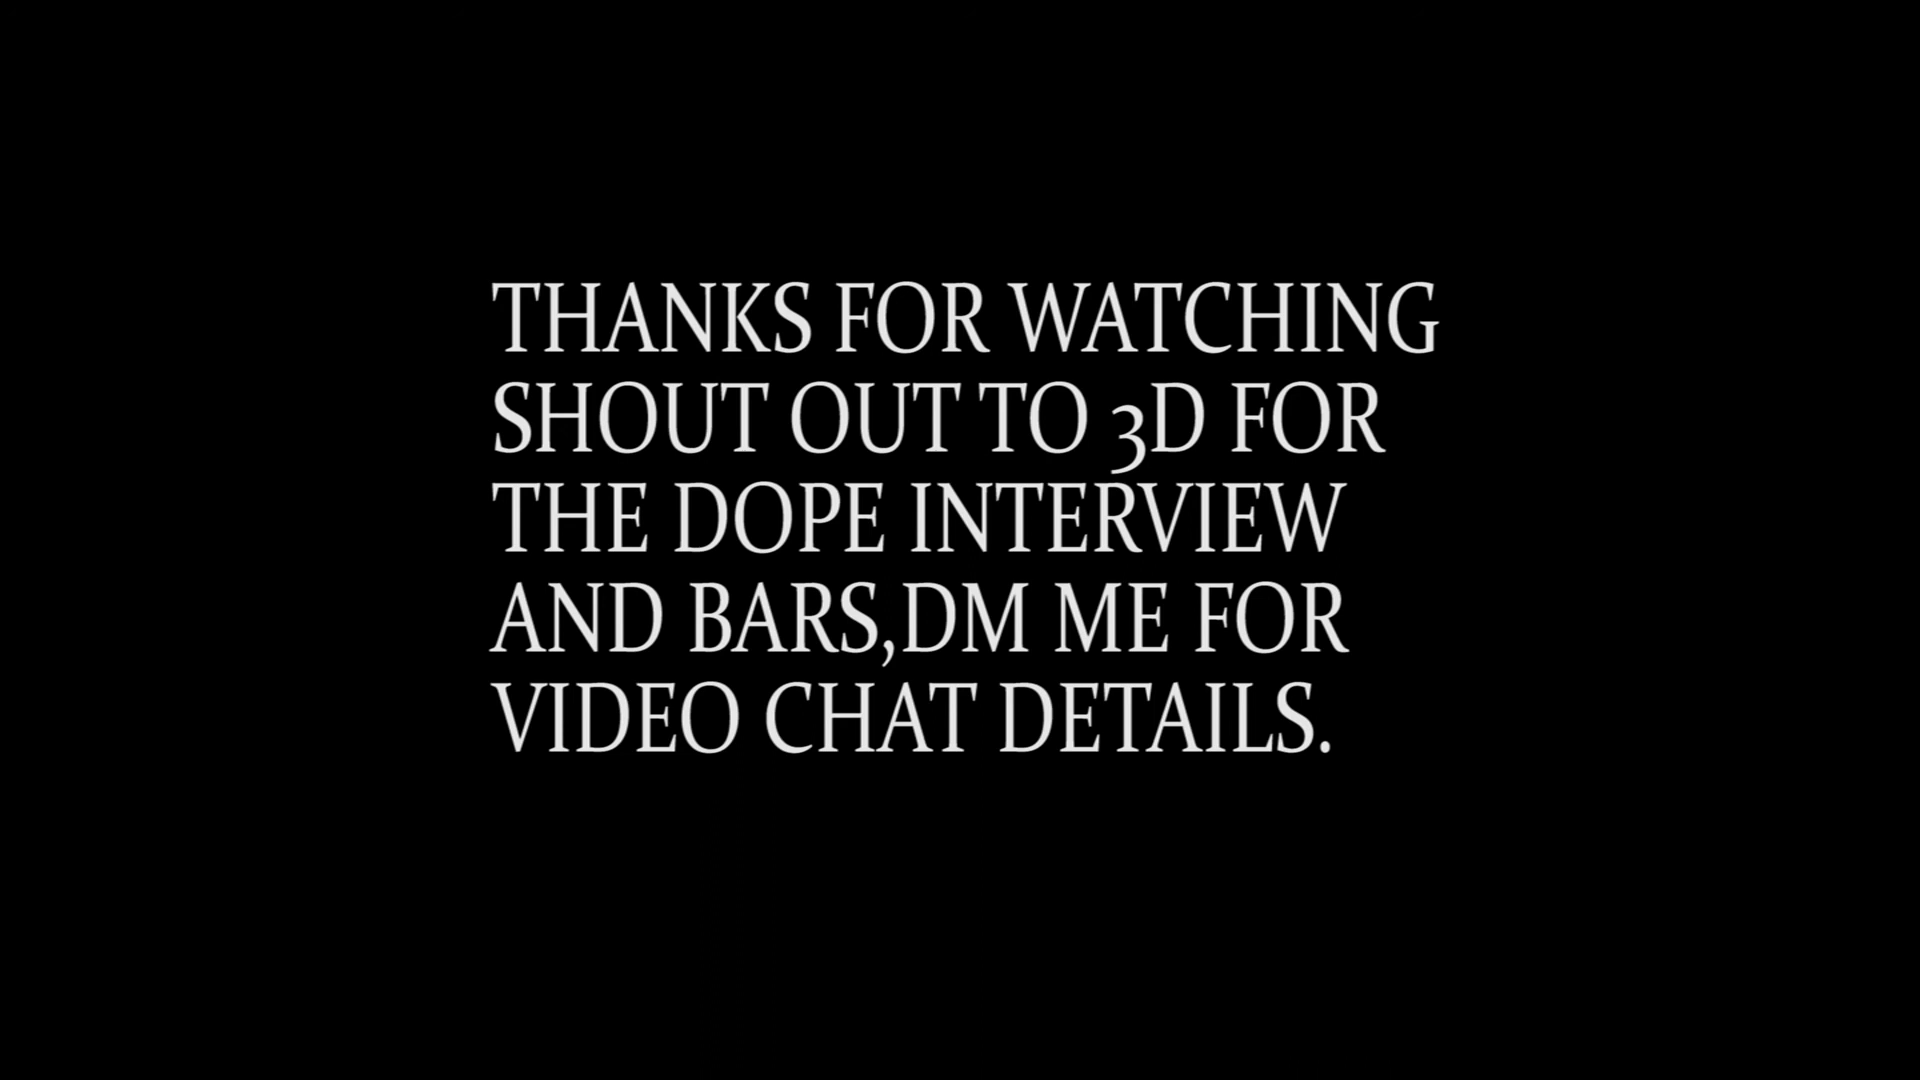 THANKS FOR WATCHING
SHOUT OUT TO 3D FOR
THE DOPE INTERVIEW
AND BARS,DM ME FOR
VIDEO CHAT DETAILS.